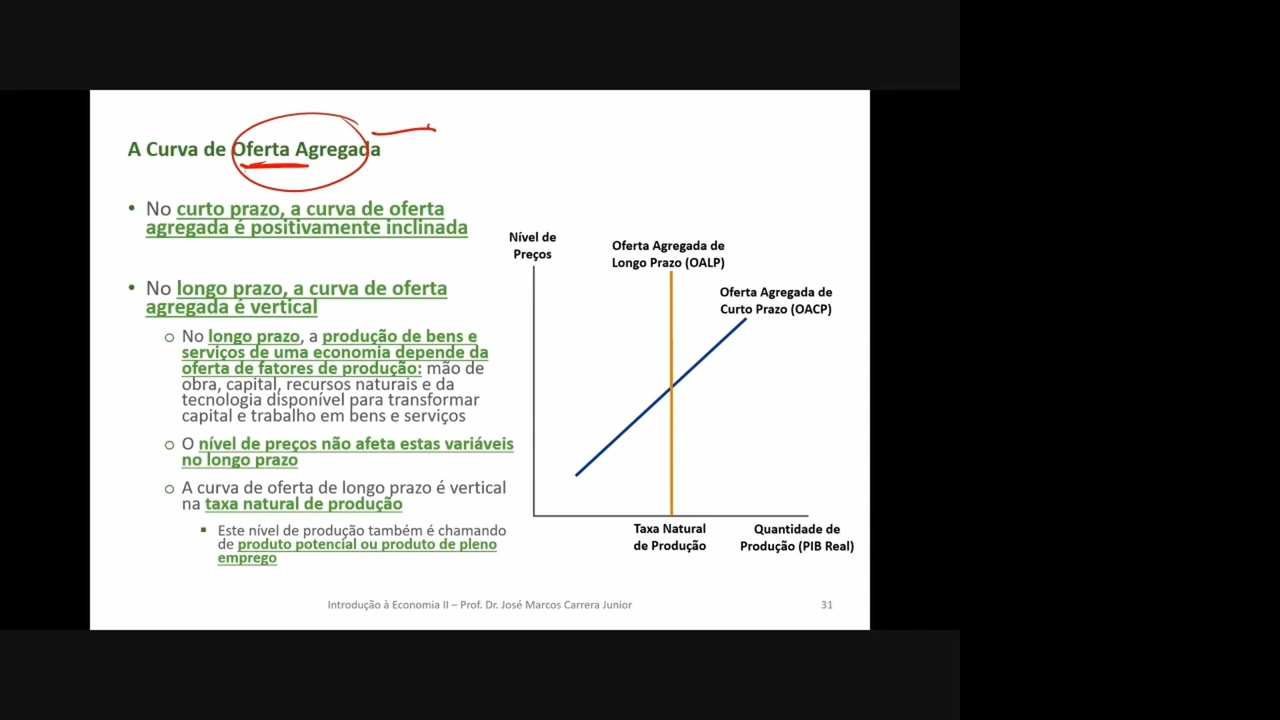 A Curva de Oferta Agregada
• No curto prazo, a curva de oferta
agregada é positivamente inclinada
• No longo prazo, a curva de oferta
agregada é vertical
o No longo prazo, a produção de bens e
serviços de uma economia depende da
oferta de fatores de produção: mão de
obra, capital, recursos naturais e da
tecnologia disponível para transformar
capital e trabalho em bens e serviços
o O nível de preços não afeta estas variáveis
no longo prazo
o A curva de oferta de longo prazo é vertical
na taxa natural de produção
▪ Este nível de produção também é chamando
de produto potencial ou produto de pleno
emprego
Nível de
Preços
Oferta Agregada de
Longo Prazo (OALP)
Oferta Agregada de
Curto Prazo (OACP)
Taxa Natural
de Produção
Quantidade de
Produção (PIB Real)
Introdução à Economia II – Prof. Dr. José Marcos Carrera Junior
31